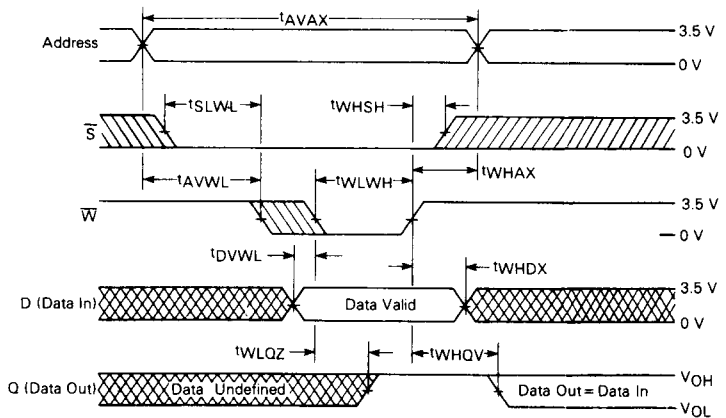 tAVAX
Address
3.5 V
0 V
tSLWL
tWHSH
S
3.5 V
0 V
tAVWL
tWLWH
tWHAX
W
3.5 V
0 V
tDVWL
tWHDX
D (Data In)
Data Valid
3.5 V
0 V
tWLQZ
tWHQV
Q (Data Out)
Data Undefined
Data Out = Data In
VOH
VOL